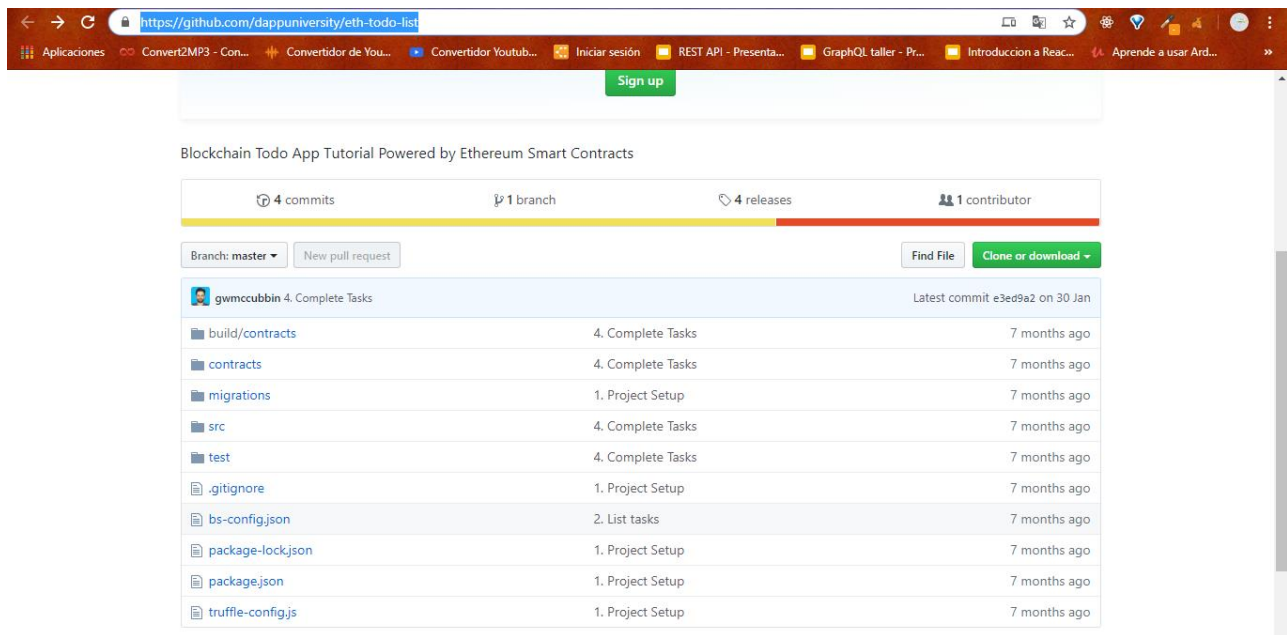 https://github.com/dappuniversity/eth-todo-list
Aplicaciones Convert2MP3 - Con... Convertidor de You... Convertidor Youtub... Iniciar sesión REST API - Presenta... GraphQL taller - Pr... Introduccion a Reac... Aprende a usar Ard... »
Sign up
Blockchain Todo App Tutorial Powered by Ethereum Smart Contracts
4 commits 1 branch 4 releases 1 contributor
Branch: master New pull request Find File Clone or download
gwmccubbin 4. Complete Tasks Latest commit e3ed9a2 on 30 Jan
build/contracts 4. Complete Tasks 7 months ago
contracts 4. Complete Tasks 7 months ago
migrations 1. Project Setup 7 months ago
src 4. Complete Tasks 7 months ago
test 4. Complete Tasks 7 months ago
.gitignore 1. Project Setup 7 months ago
bs-config.json 2. List tasks 7 months ago
package-lock.json 1. Project Setup 7 months ago
package.json 1. Project Setup 7 months ago
truffle-config.js 1. Project Setup 7 months ago